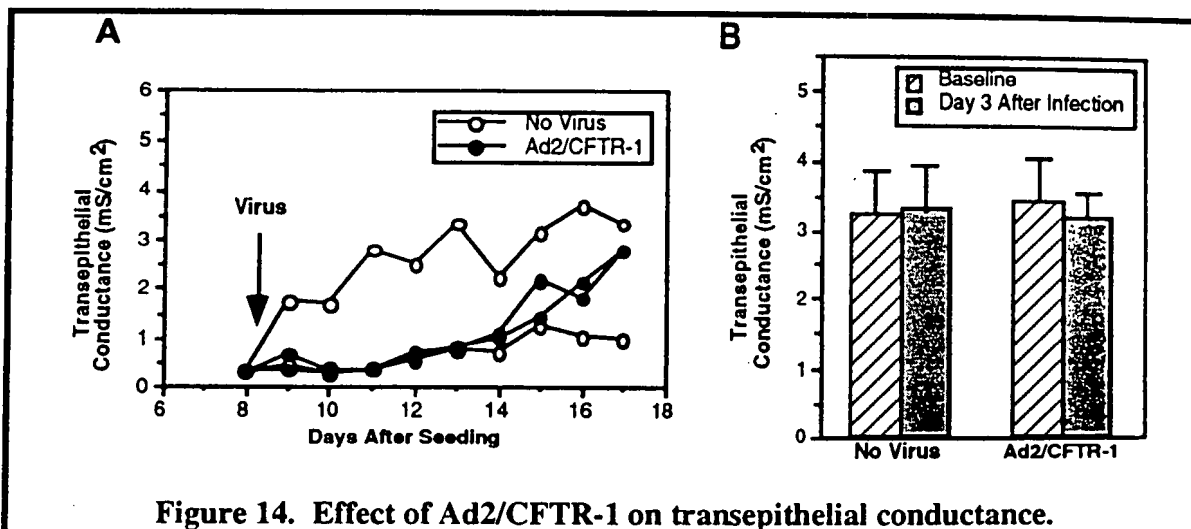 A
Transepithelial
Conductance (mS/cm2)
6
5
4
3
2
1
0
Virus
No Virus
Ad2/CFTR-1
6 8 10 12 14 16 18
Days After Seeding
B
Transepithelial
Conductance (mS/cm2)
5
4
3
2
1
0
Baseline
Day 3 After Infection
No Virus Ad2/CFTR-1
Figure 14. Effect of Ad2/CFTR-1 on transepithelial conductance.